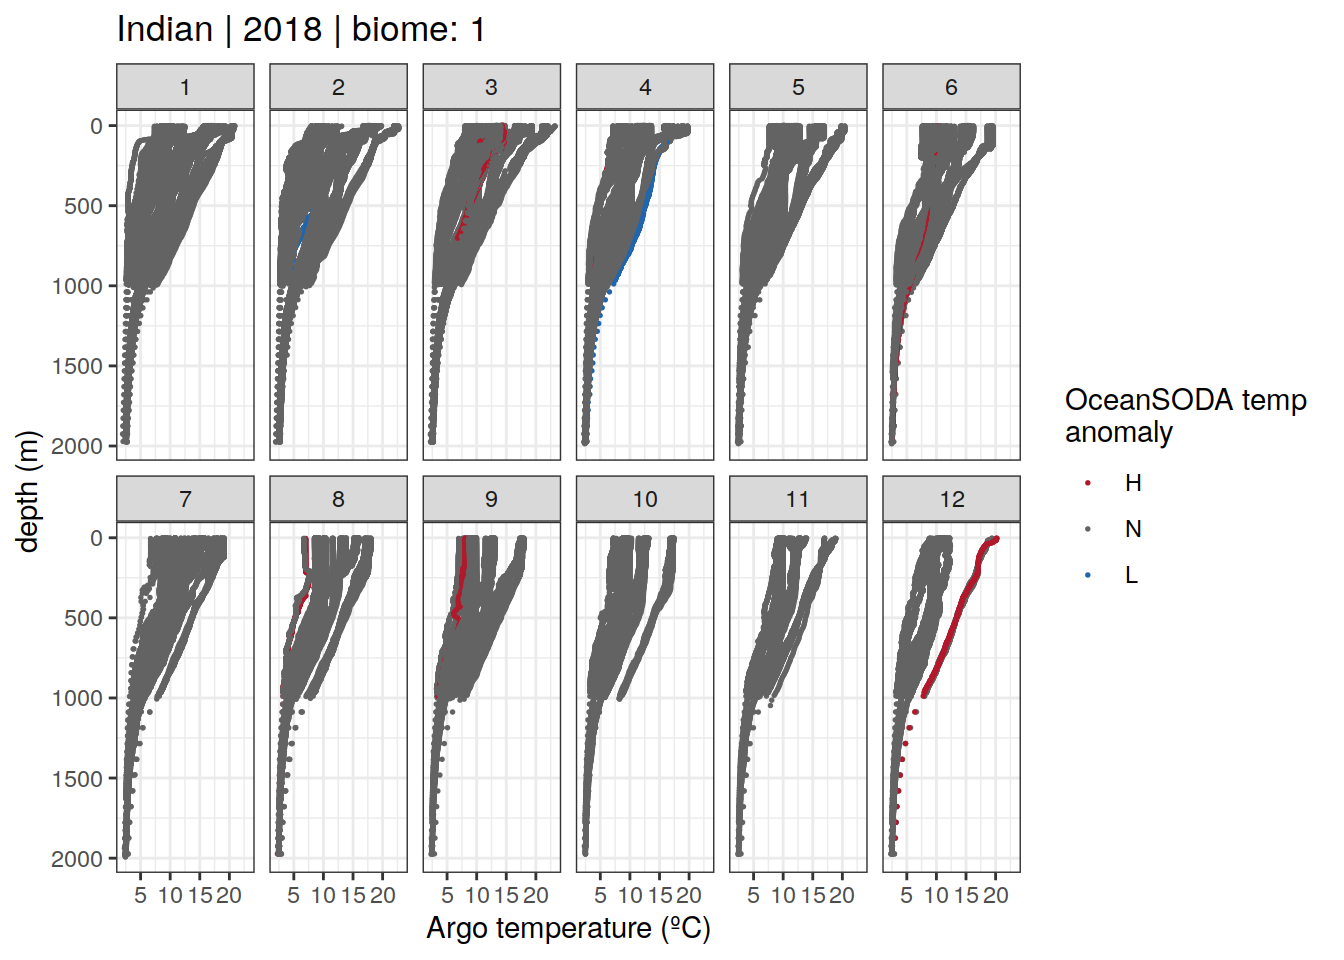 Indian | 2018 | biome: 1
1 2 3 4 5 6
0
500
1000
1500
2000
7 8 9 10 11 12
0
500
1000
1500
2000
5 10 15 20 5 10 15 20 5 10 15 20 5 10 15 20 5 10 15 20 5 10 15 20
Argo temperature (ºC)
depth (m)
OceanSODA temp
anomaly
H
N
L